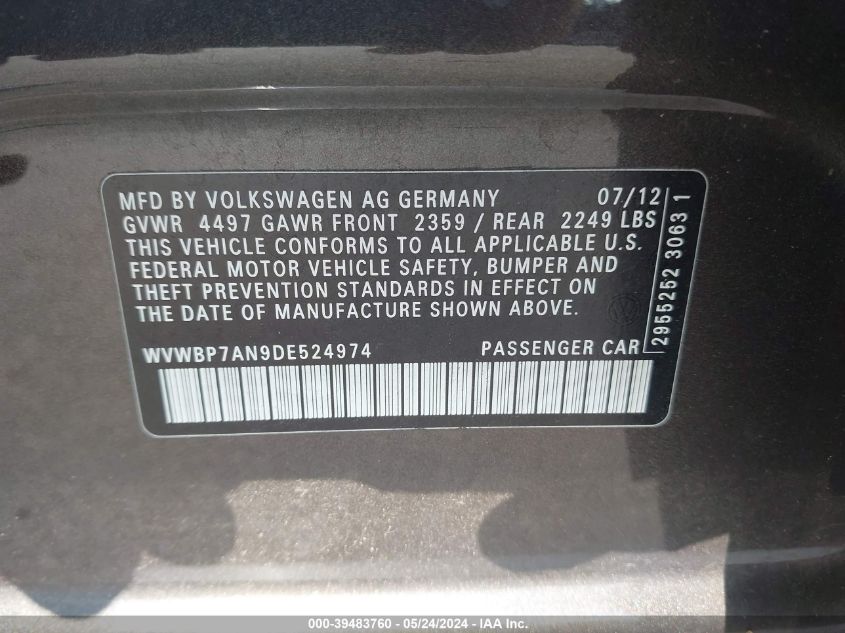 MFD BY VOLKSWAGEN AG GERMANY 07/12
GVWR 4497 GAWR FRONT 2359 / REAR 2249 LBS
THIS VEHICLE CONFORMS TO ALL APPLICABLE U.S.
FEDERAL MOTOR VEHICLE SAFETY, BUMPER AND
THEFT PREVENTION STANDARDS IN EFFECT ON
THE DATE OF MANUFACTURE SHOWN ABOVE.
WVWBP7AN9DE524974 PASSENGER CAR
2955252 30631
000-39483760 - 05/24/2024 - IAA Inc.